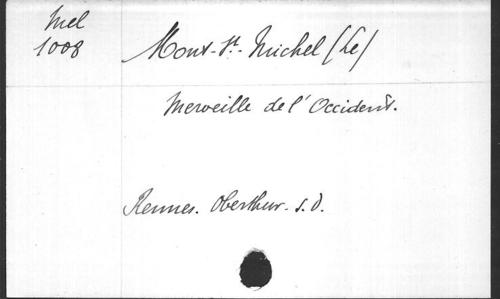 Mel
1008
Mont-St-Michel (Le)
Merveille de l'Occident.
Rennes. Oberthur. s.d.